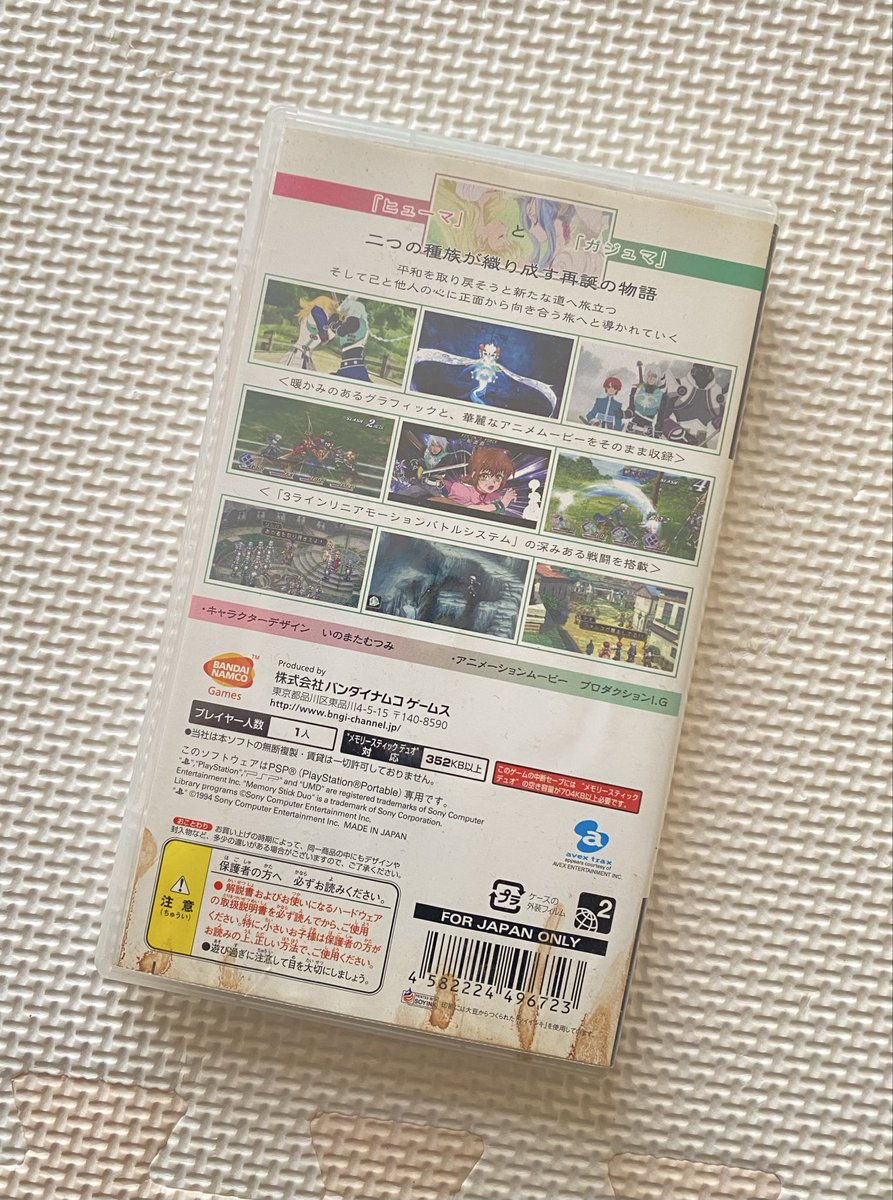 「ヒューマ」
と
「ガジュマ」
二つの種族が織り成す再誕の物語
平和を取り戻そうと新たな道へ旅立つ
そして己と他人の心に正面から向き合う旅へと導かれていく
＜暖かみのあるグラフィックと、華麗なアニメムービーをそのまま収録＞
＜「3ラインリニアモーションバトルシステム」の深みある戦闘を搭載＞
・キャラクターデザイン いのまたむつみ
・アニメーションムービー プロダクションI.G
BANDAI NAMCO
Games
TM
Produced by
株式会社 バンダイナムコ ゲームス
東京都品川区東品川4-5-15 〒140-8590
http://www.bngi-channel.jp/
プレイヤー人数 1人
"メモリースティック デュオ" 対応 352KB以上
●当社は本ソフトの無断複製・賃貸は一切許可しておりません。
このゲームの中断セーブには "メモリースティック
デュオ" の空き容量が704KB以上必要です。
このソフトウェアはPSP® (PlayStation®Portable) 専用です。
"PlayStation", "PSP" and "UMD" are registered trademarks of Sony Computer
Entertainment Inc. "Memory Stick Duo" is a trademark of Sony Corporation.
Library programs ©Sony Computer Entertainment Inc.
©1994 Sony Computer Entertainment Inc. MADE IN JAPAN
avex trax
appears courtesy of
AVEX ENTERTAINMENT INC.
おことわり お買い上げの時期によって、同一商品の中にもデザインや
封入物など、多少の違いがある場合がございますので、ご了承ください。
注意
(ちゅうい)
保護者の方へ 必ずお読みください。
●解説書およびお使いになるハードウェア
の取扱説明書を必ず読んでから、ご使用
ください。特に、小さいお子様は保護者の方が
お読みの上、正しい方法で、ご使用ください。
●遊び過ぎに注意して目を大切にしましょう。
プラ
ケースの
外装フィルム
2
FOR JAPAN ONLY
4 582224 496723
PRINTED WITH SOY INK